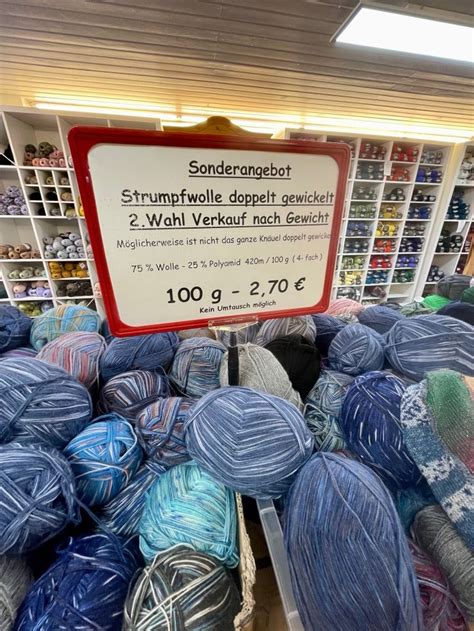 Sonderangebot
Strumpfwolle doppelt gewickelt
2.Wahl Verkauf nach Gewicht
Möglicherweise ist nicht das ganze Knäuel doppelt gewickelt
75 % Wolle - 25 % Polyamid 420m / 100 g ( 4- fach )
100 g - 2,70 €
Kein Umtausch möglich